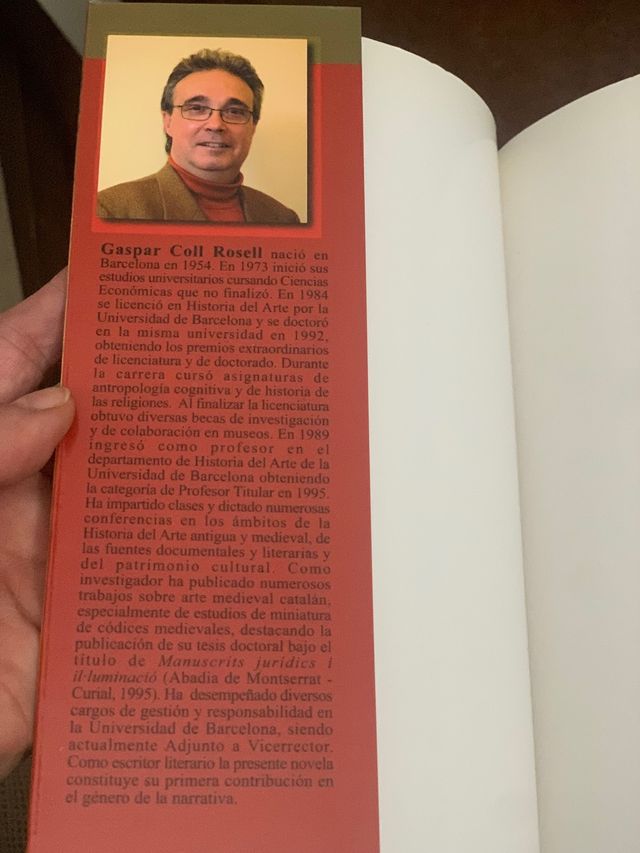 Gaspar Coll Rosell nació en
Barcelona en 1954. En 1973 inició sus
estudios universitarios cursando Ciencias
Económicas que no finalizó. En 1984
se licenció en Historia del Arte por la
Universidad de Barcelona y se doctoró
en la misma universidad en 1992,
obteniendo los premios extraordinarios
de licenciatura y de doctorado. Durante
la carrera cursó asignaturas de
antropología cognitiva y de historia de
las religiones. Al finalizar la licenciatura
obtuvo diversas becas de investigación
y de colaboración en museos. En 1989
ingresó como profesor en el
departamento de Historia del Arte de la
Universidad de Barcelona obteniendo
la categoría de Profesor Titular en 1995.
Ha impartido clases y dictado numerosas
conferencias en los ámbitos de la
Historia del Arte antigua y medieval, de
las fuentes documentales y literarias y
del patrimonio cultural. Como
investigador ha publicado numerosos
trabajos sobre arte medieval catalán,
especialmente de estudios de miniatura
de códices medievales, destacando la
publicación de su tesis doctoral bajo el
título de Manuscrits jurídics i
il·luminació (Abadia de Montserrat -
Curial, 1995). Ha desempeñado diversos
cargos de gestión y responsabilidad en
la Universidad de Barcelona, siendo
actualmente Adjunto a Vicerrector.
Como escritor literario la presente novela
constituye su primera contribución en
el género de la narrativa.